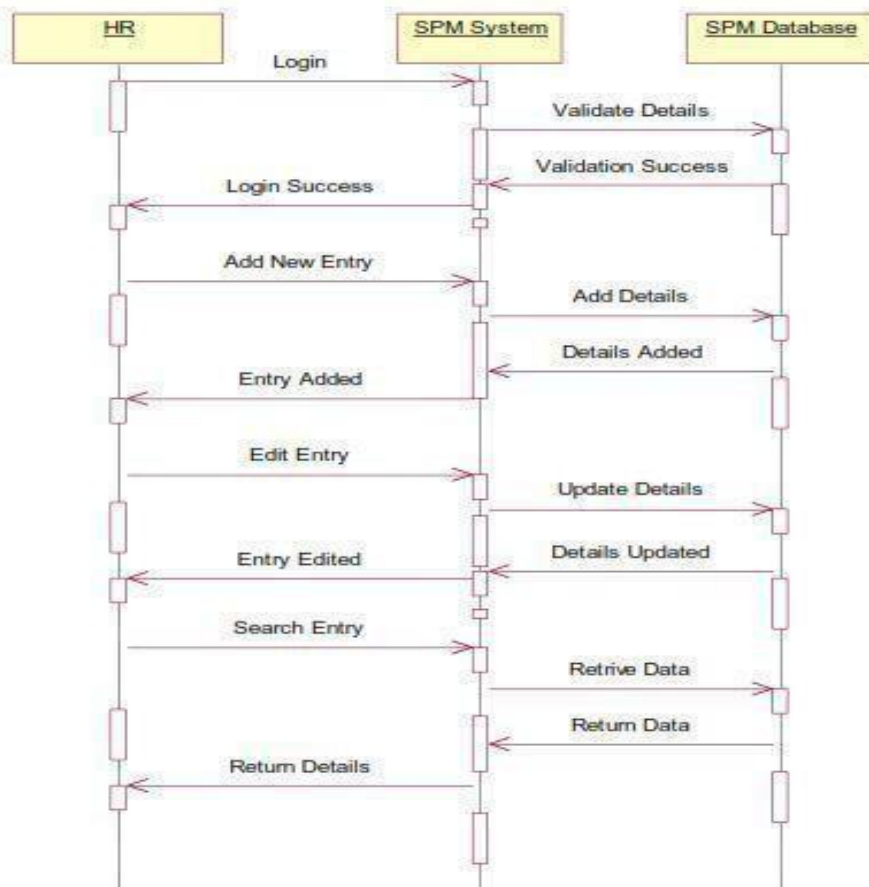 HR
SPM System
SPM Database
Login
Validate Details
Validation Success
Login Success
Add New Entry
Add Details
Details Added
Entry Added
Edit Entry
Update Details
Details Updated
Entry Edited
Search Entry
Retrive Data
Return Data
Return Details